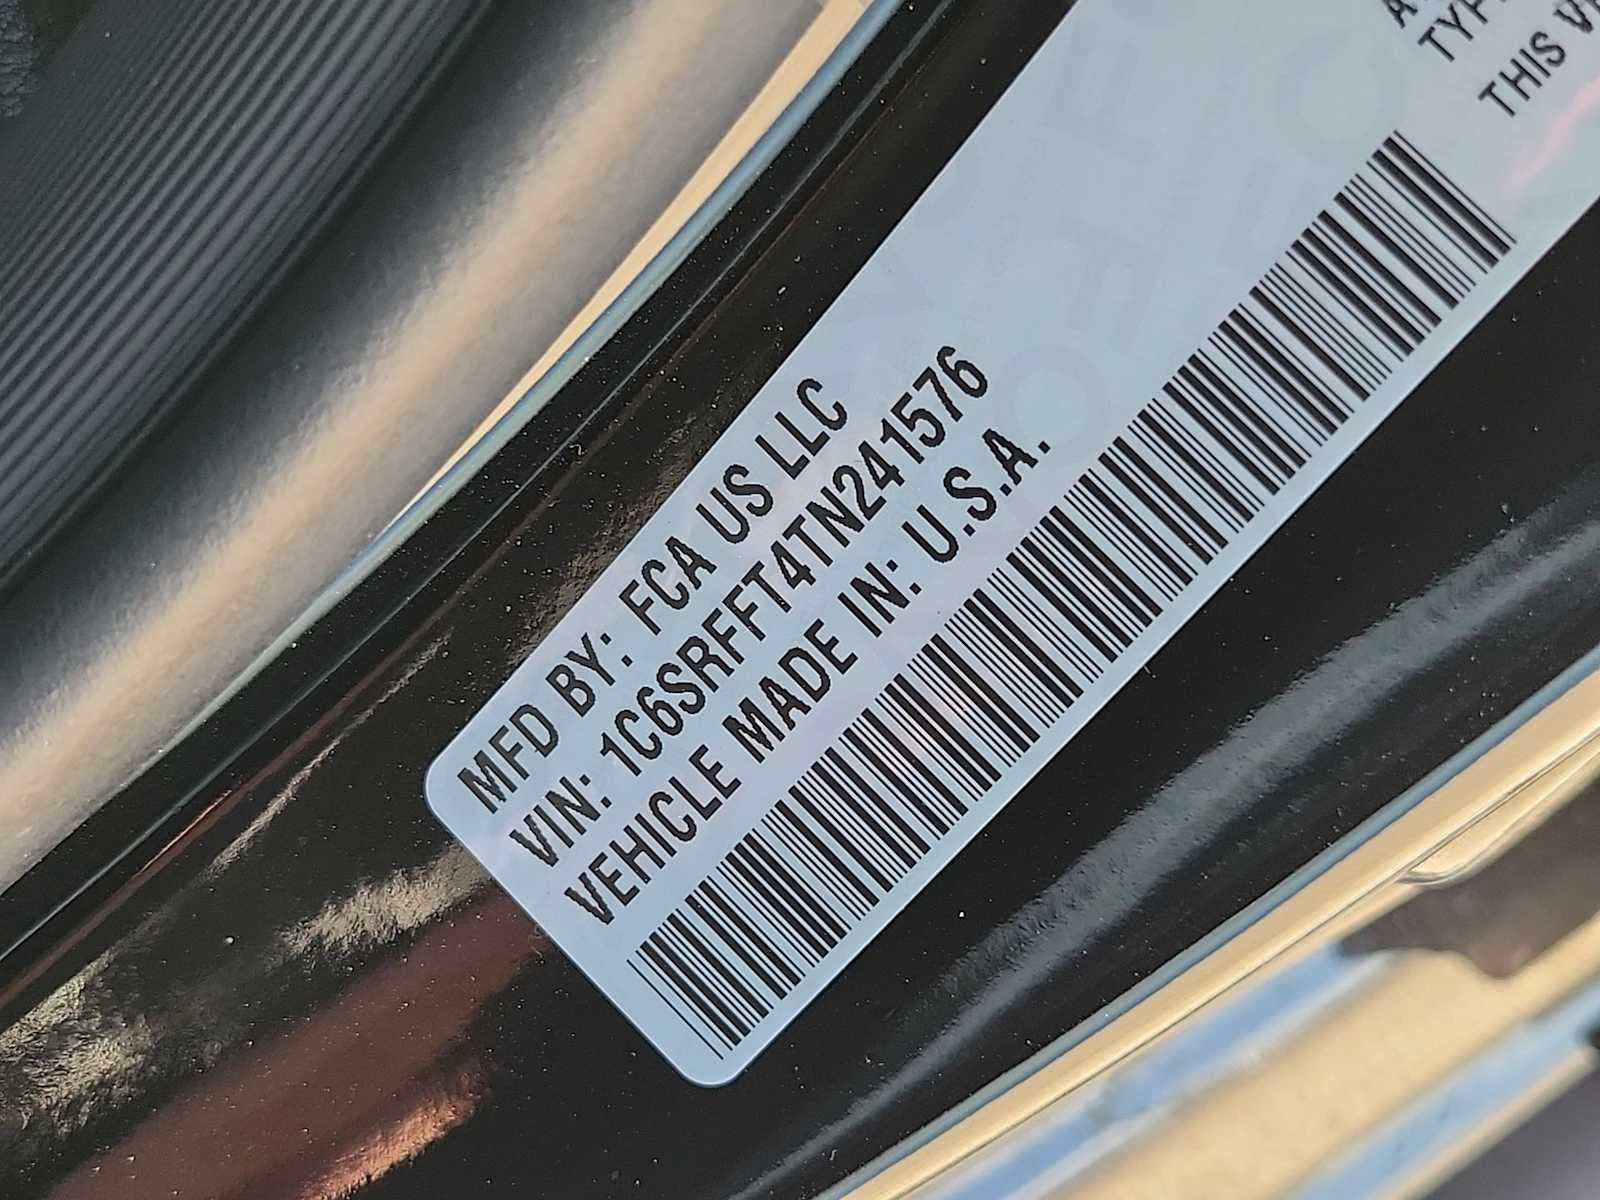 MFD BY: FCA US LLC
VIN: 1C6SRFFT4TN241576
VEHICLE MADE IN: U.S.A.
THIS